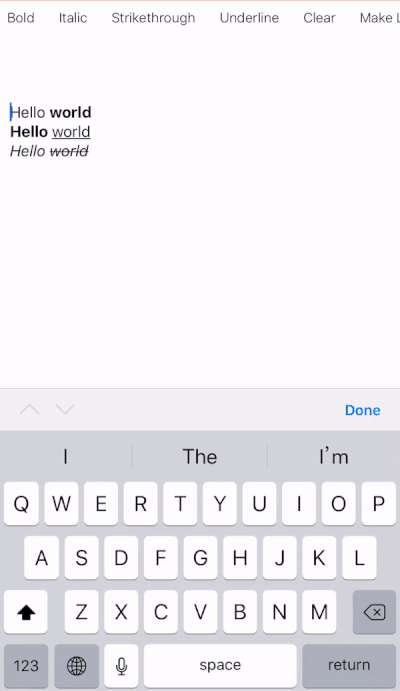 Bold Italic Strikethrough Underline Clear Make L
Hello world
Hello world
Hello world
Done
I The I'm
Q W E R T Y U I O P
A S D F G H J K L
Z X C V B N M
123 space return